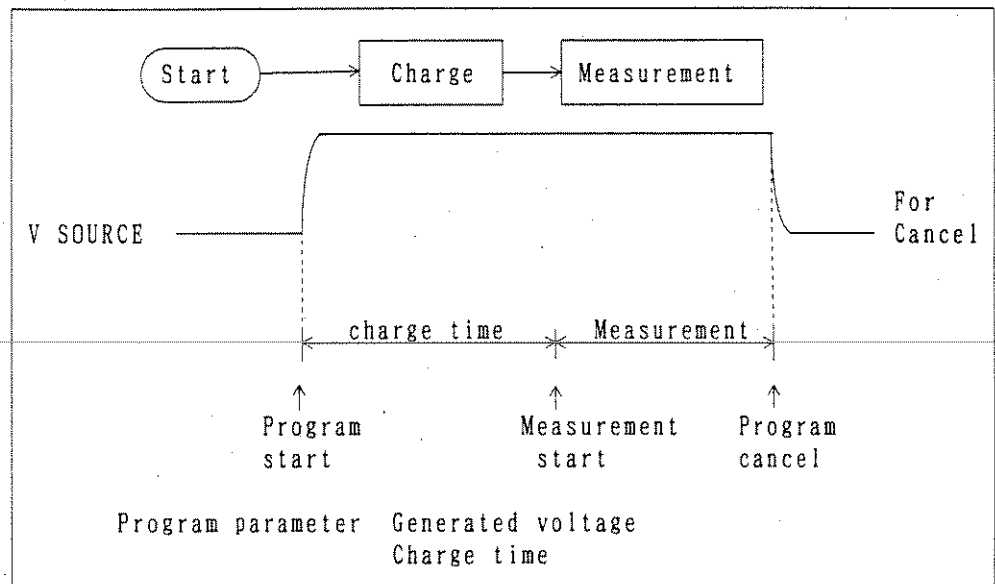 Start Charge Measurement
For
V SOURCE Cancel
charge time Measurement
Program Measurement Program
start start cancel
Program parameter Generated voltage
Charge time